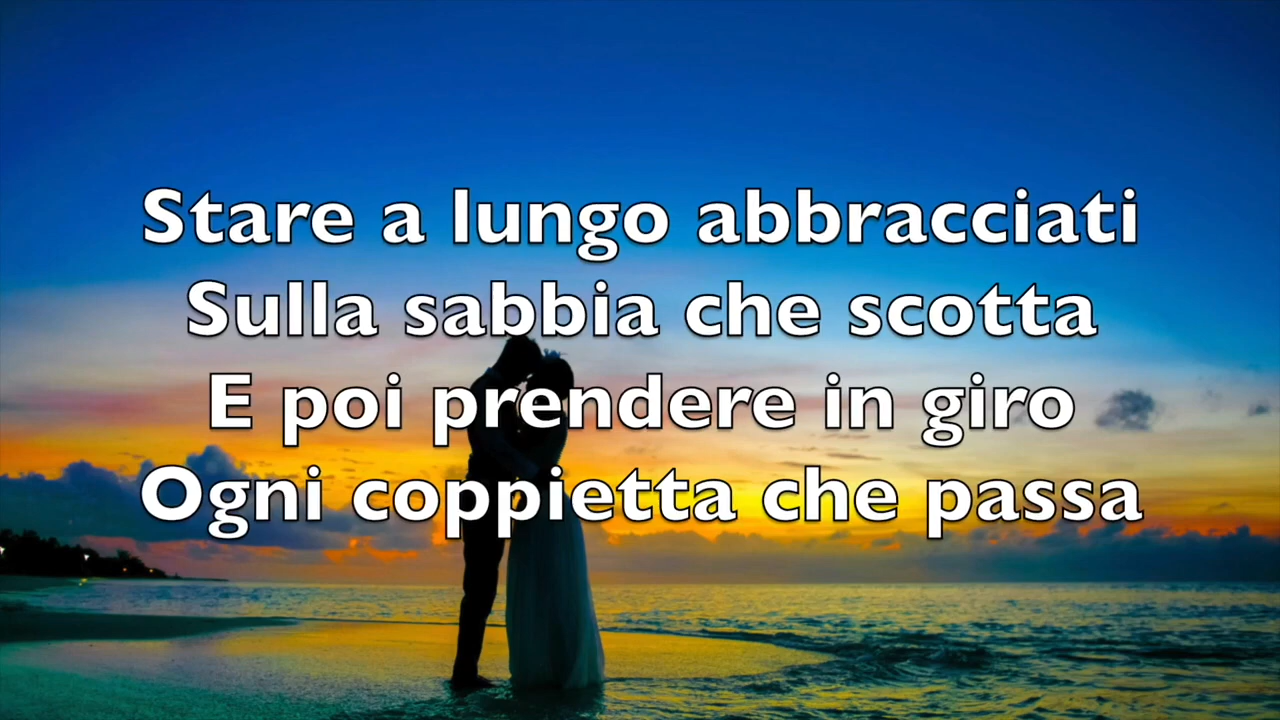 Stare a lungo abbracciati
Sulla sabbia che scotta
E poi prendere in giro
Ogni coppietta che passa